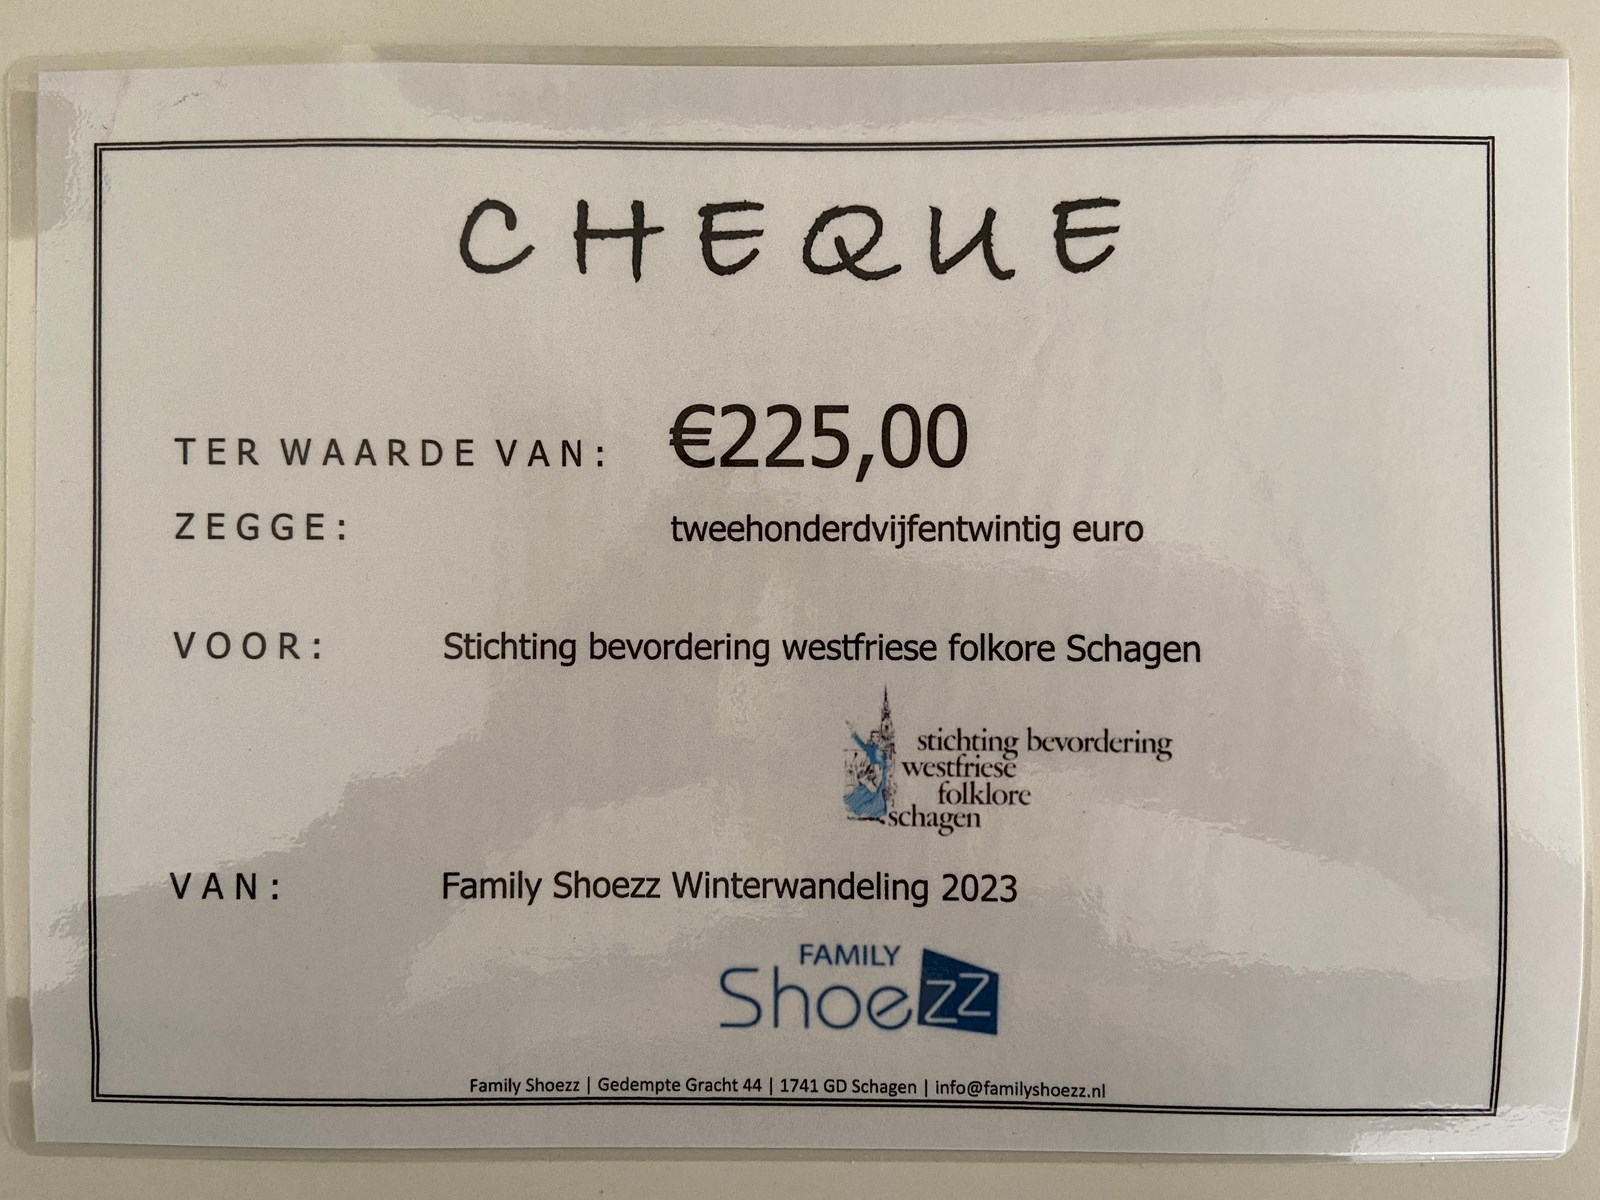 CHEQUE
TER WAARDE VAN: €225,00
ZEGGE: tweehonderdvijfentwintig euro
VOOR: Stichting bevordering westfriese folkore Schagen
stichting bevordering
westfriese
folklore
schagen
VAN: Family Shoezz Winterwandeling 2023
FAMILY
Shoezz
Family Shoezz | Gedempte Gracht 44 | 1741 GD Schagen | info@familyshoezz.nl